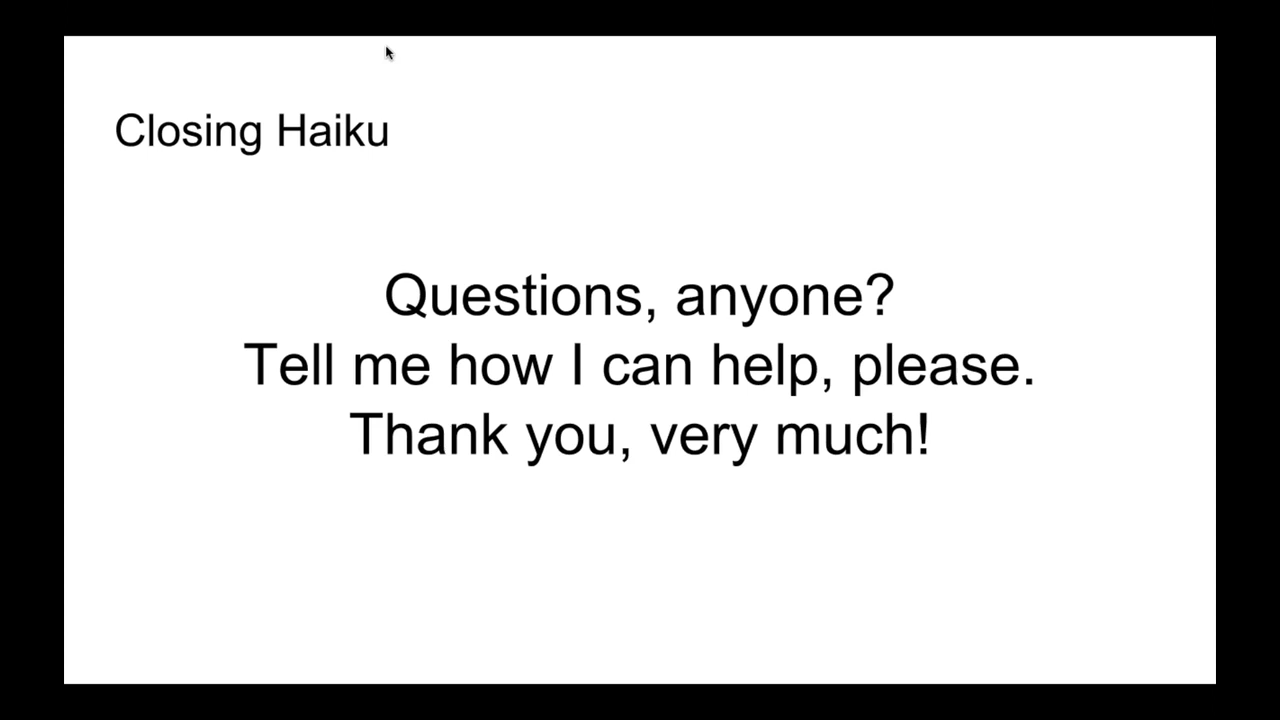 Closing Haiku
Questions, anyone?
Tell me how I can help, please.
Thank you, very much!